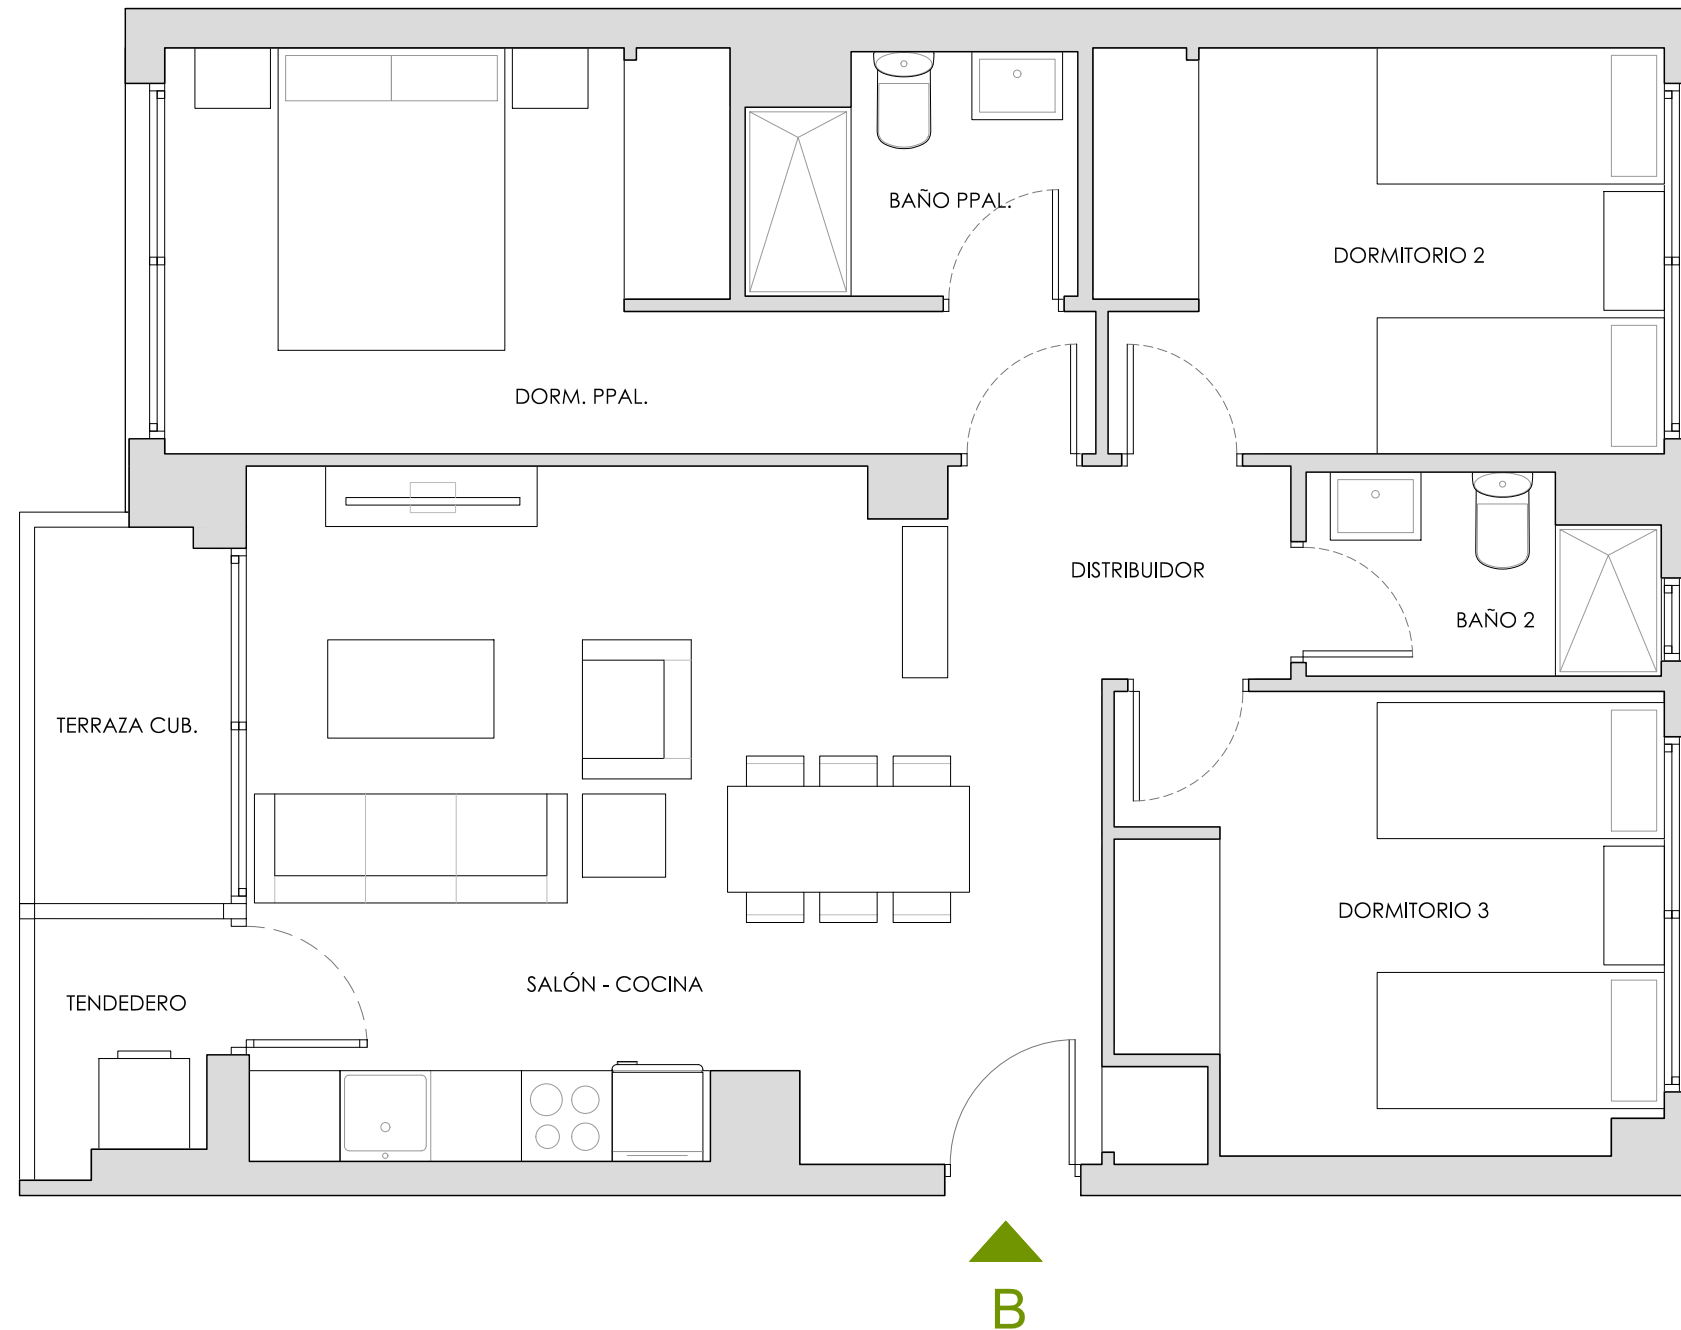 BAÑO PPAL.
DORMITORIO 2
DORM. PPAL.
DISTRIBUIDOR
BAÑO 2
TERRAZA CUB.
DORMITORIO 3
SALÓN - COCINA
TENDEDERO
B